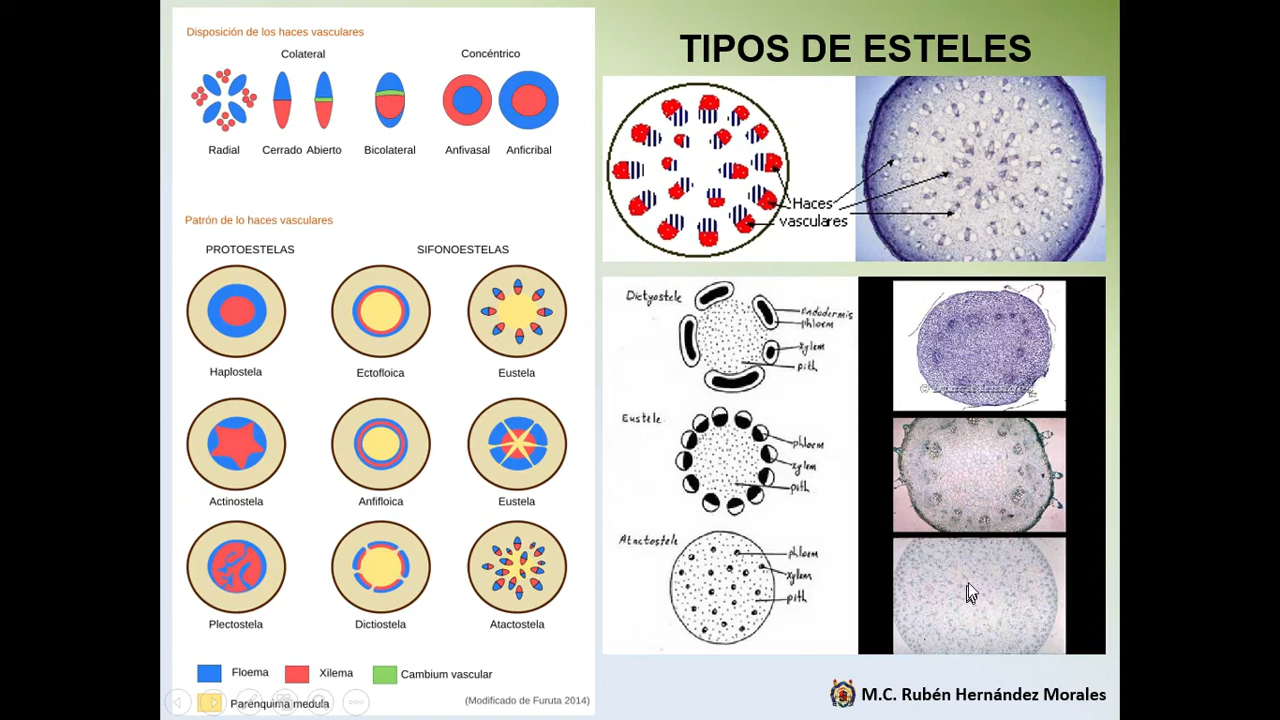 Disposición de los haces vasculares
Colateral
Concéntrico
Radial
Cerrado
Abierto
Bicolateral
Anfivasal
Anficribal
Patrón de lo haces vasculares
PROTOESTELAS
SIFONOESTELAS
Haplostela
Ectofloica
Eustela
Actinostela
Anfifloica
Eustela
Plectostela
Dictiostela
Atactostela
Floema
Xilema
Cambium vascular
Parénquima medula
(Modificado de Furuta 2014)
TIPOS DE ESTELES
Haces
vasculares
Dictyostele
Endodermis
phloem
xylem
pith
Eustele
phloem
xylem
pith
Atactostele
phloem
xylem
pith
M.C. Rubén Hernández Morales